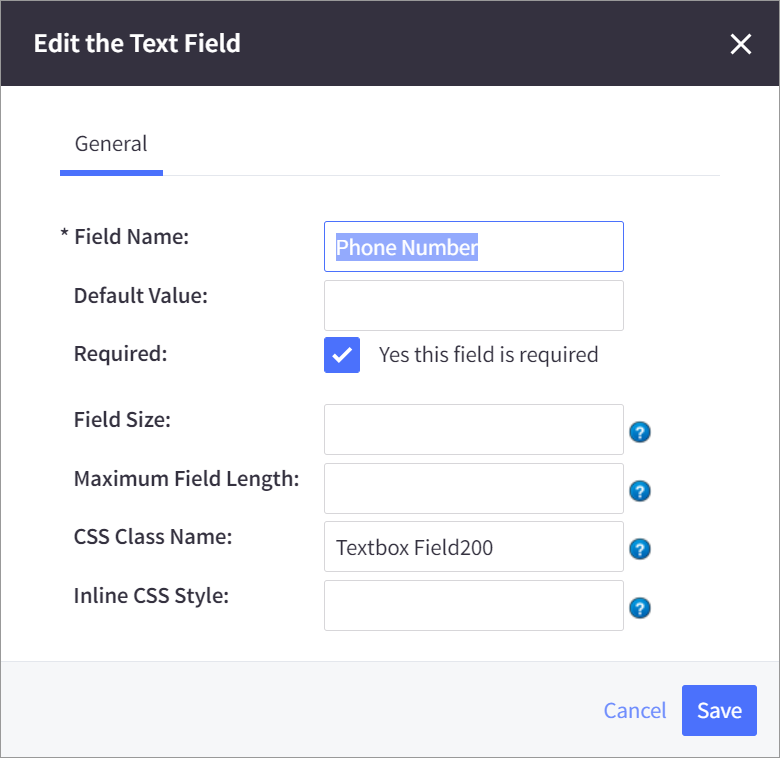 Edit the Text Field
General
* Field Name: Phone Number
Default Value:
Required: Yes this field is required
Field Size: ?
Maximum Field Length: ?
CSS Class Name: Textbox Field200 ?
Inline CSS Style: ?
Cancel Save